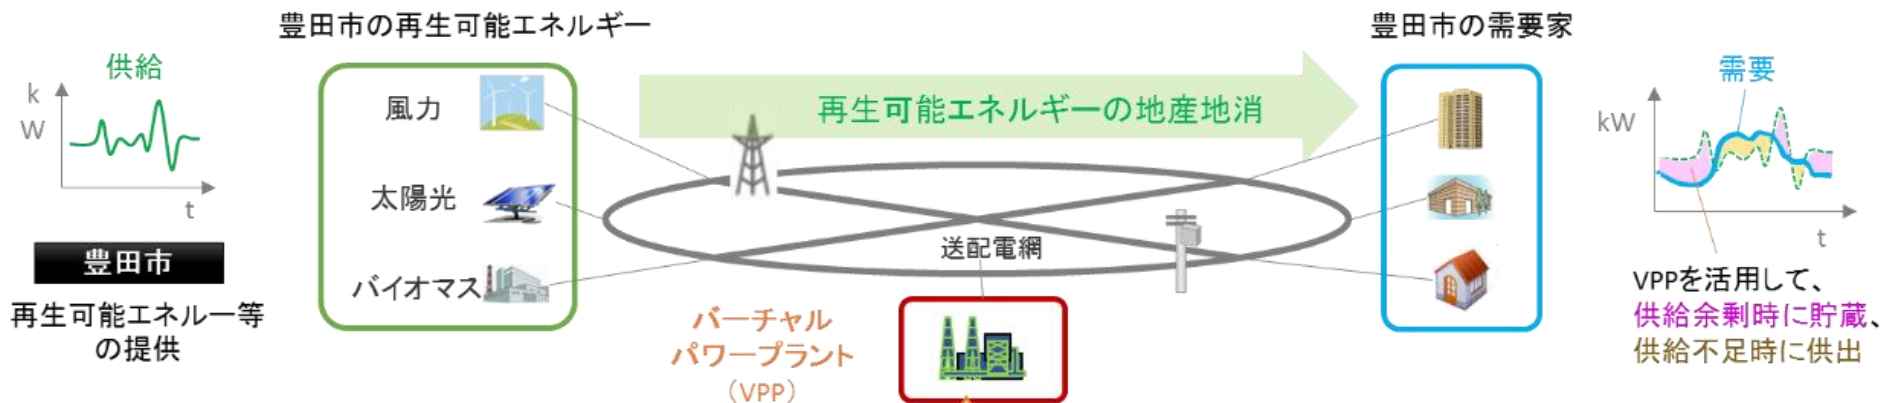 豊田市の再生可能エネルギー
豊田市の需要家
供給
k
W
t
豊田市
再生可能エネルー等
の提供
風力
太陽光
バイオマス
再生可能エネルギーの地産地消
送配電網
バーチャル
パワープラント
（VPP）
需要
kW
t
VPPを活用して、
供給余剰時に貯蔵、
供給不足時に供出